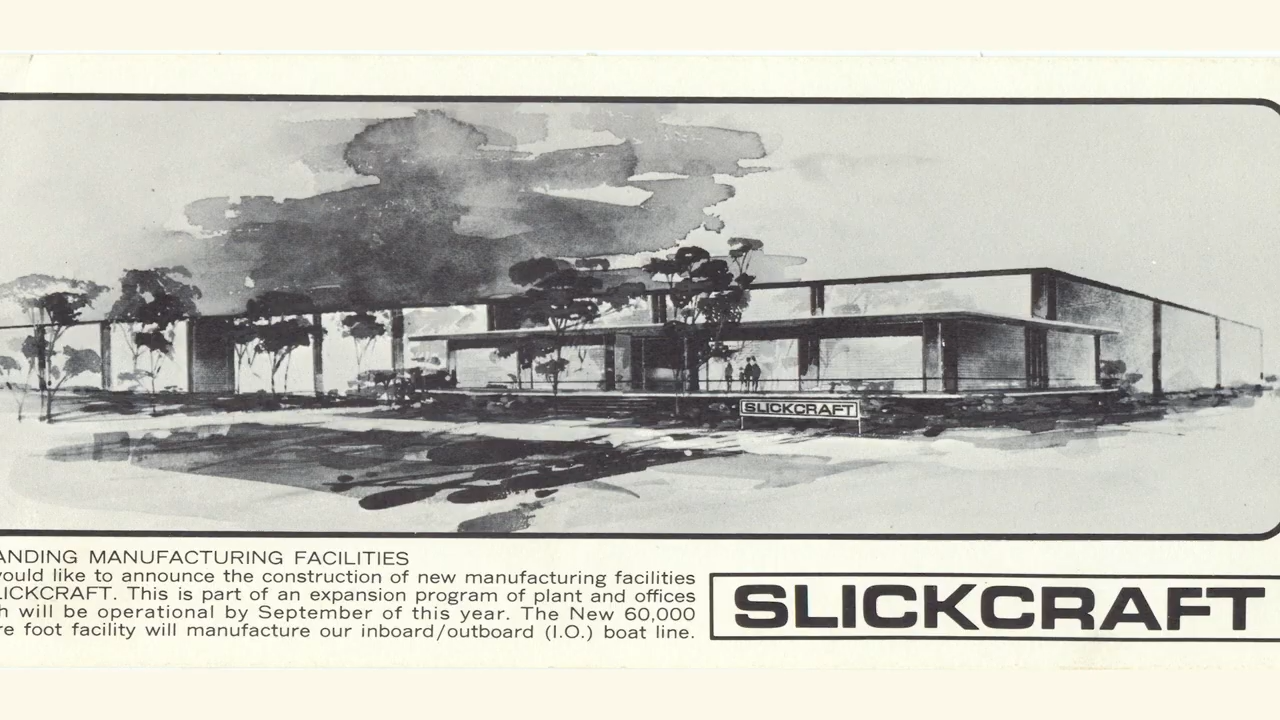 SLICKCRAFT
ANDING MANUFACTURING FACILITIES
would like to announce the construction of new manufacturing facilities
LICKCRAFT. This is part of an expansion program of plant and offices
h will be operational by September of this year. The New 60,000
re foot facility will manufacture our inboard/outboard (I.O.) boat line.
SLICKCRAFT